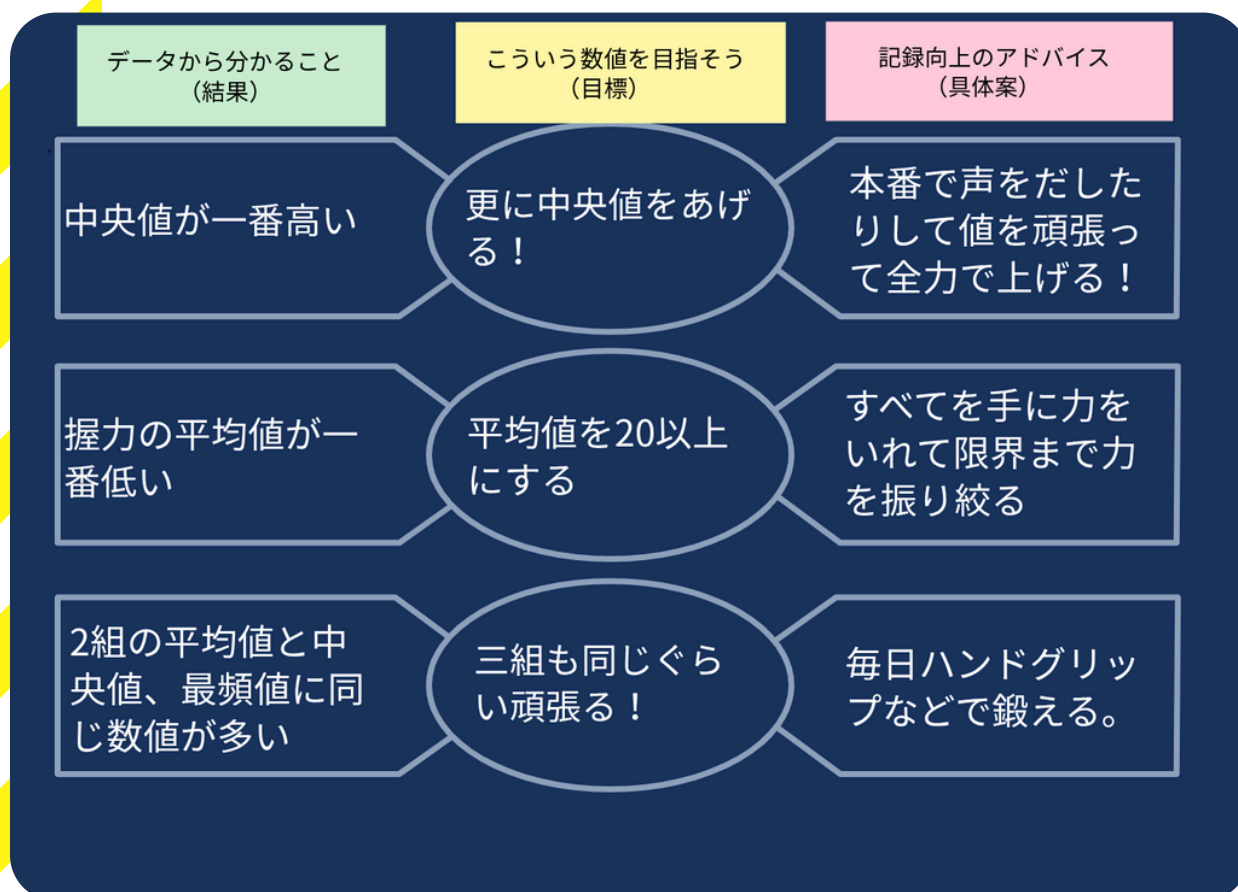 データから分かること
（結果）
こういう数値を目指そう
（目標）
記録向上のアドバイス
（具体案）
中央値が一番高い
更に中央値をあげ
る！
本番で声をだした
りして値を頑張っ
て全力で上げる！
握力の平均値が一
番低い
平均値を20以上
にする
すべてを手に力を
いれて限界まで力
を振り絞る
2組の平均値と中
央値、最頻値に同
じ数値が多い
三組も同じぐら
い頑張る！
毎日ハンドグリッ
プなどで鍛える。